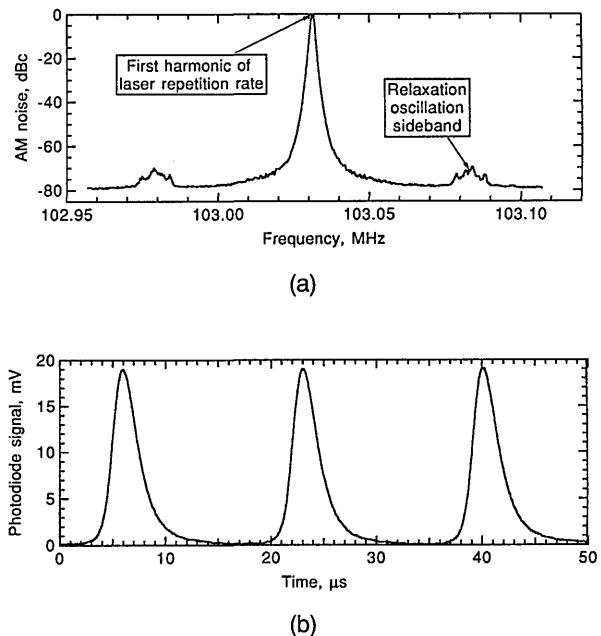 0
-20
-40
-60
-80
AM noise, dBc
First harmonic of
laser repetition rate
Relaxation
oscillation
sideband
102.95
103.00
103.05
103.10
Frequency, MHz
(a)
20
15
10
5
0
Photodiode signal, mV
0
10
20
30
40
50
Time, µs
(b)